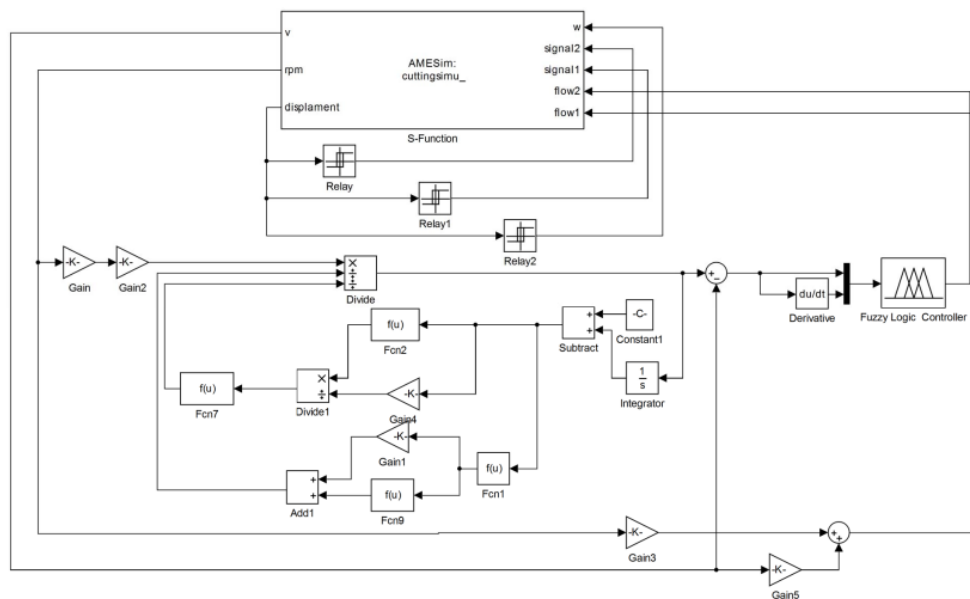 v
rpm
displament
AMESim:
cuttingsimu_
w
signal2
signal1
flow2
flow1
S-Function
Relay
Relay1
Relay2
-K-
Gain
-K-
Gain2
×
÷
÷
Divide
+
−
du/dt
Derivative
Fuzzy Logic Controller
f(u)
Fcn2
+
+
Subtract
-C-
Constant1
1
s
Integrator
f(u)
Fcn7
×
÷
Divide1
-K-
Gain4
-K-
Gain1
f(u)
Fcn1
+
+
Add1
f(u)
Fcn9
-K-
Gain3
+
+
-K-
Gain5